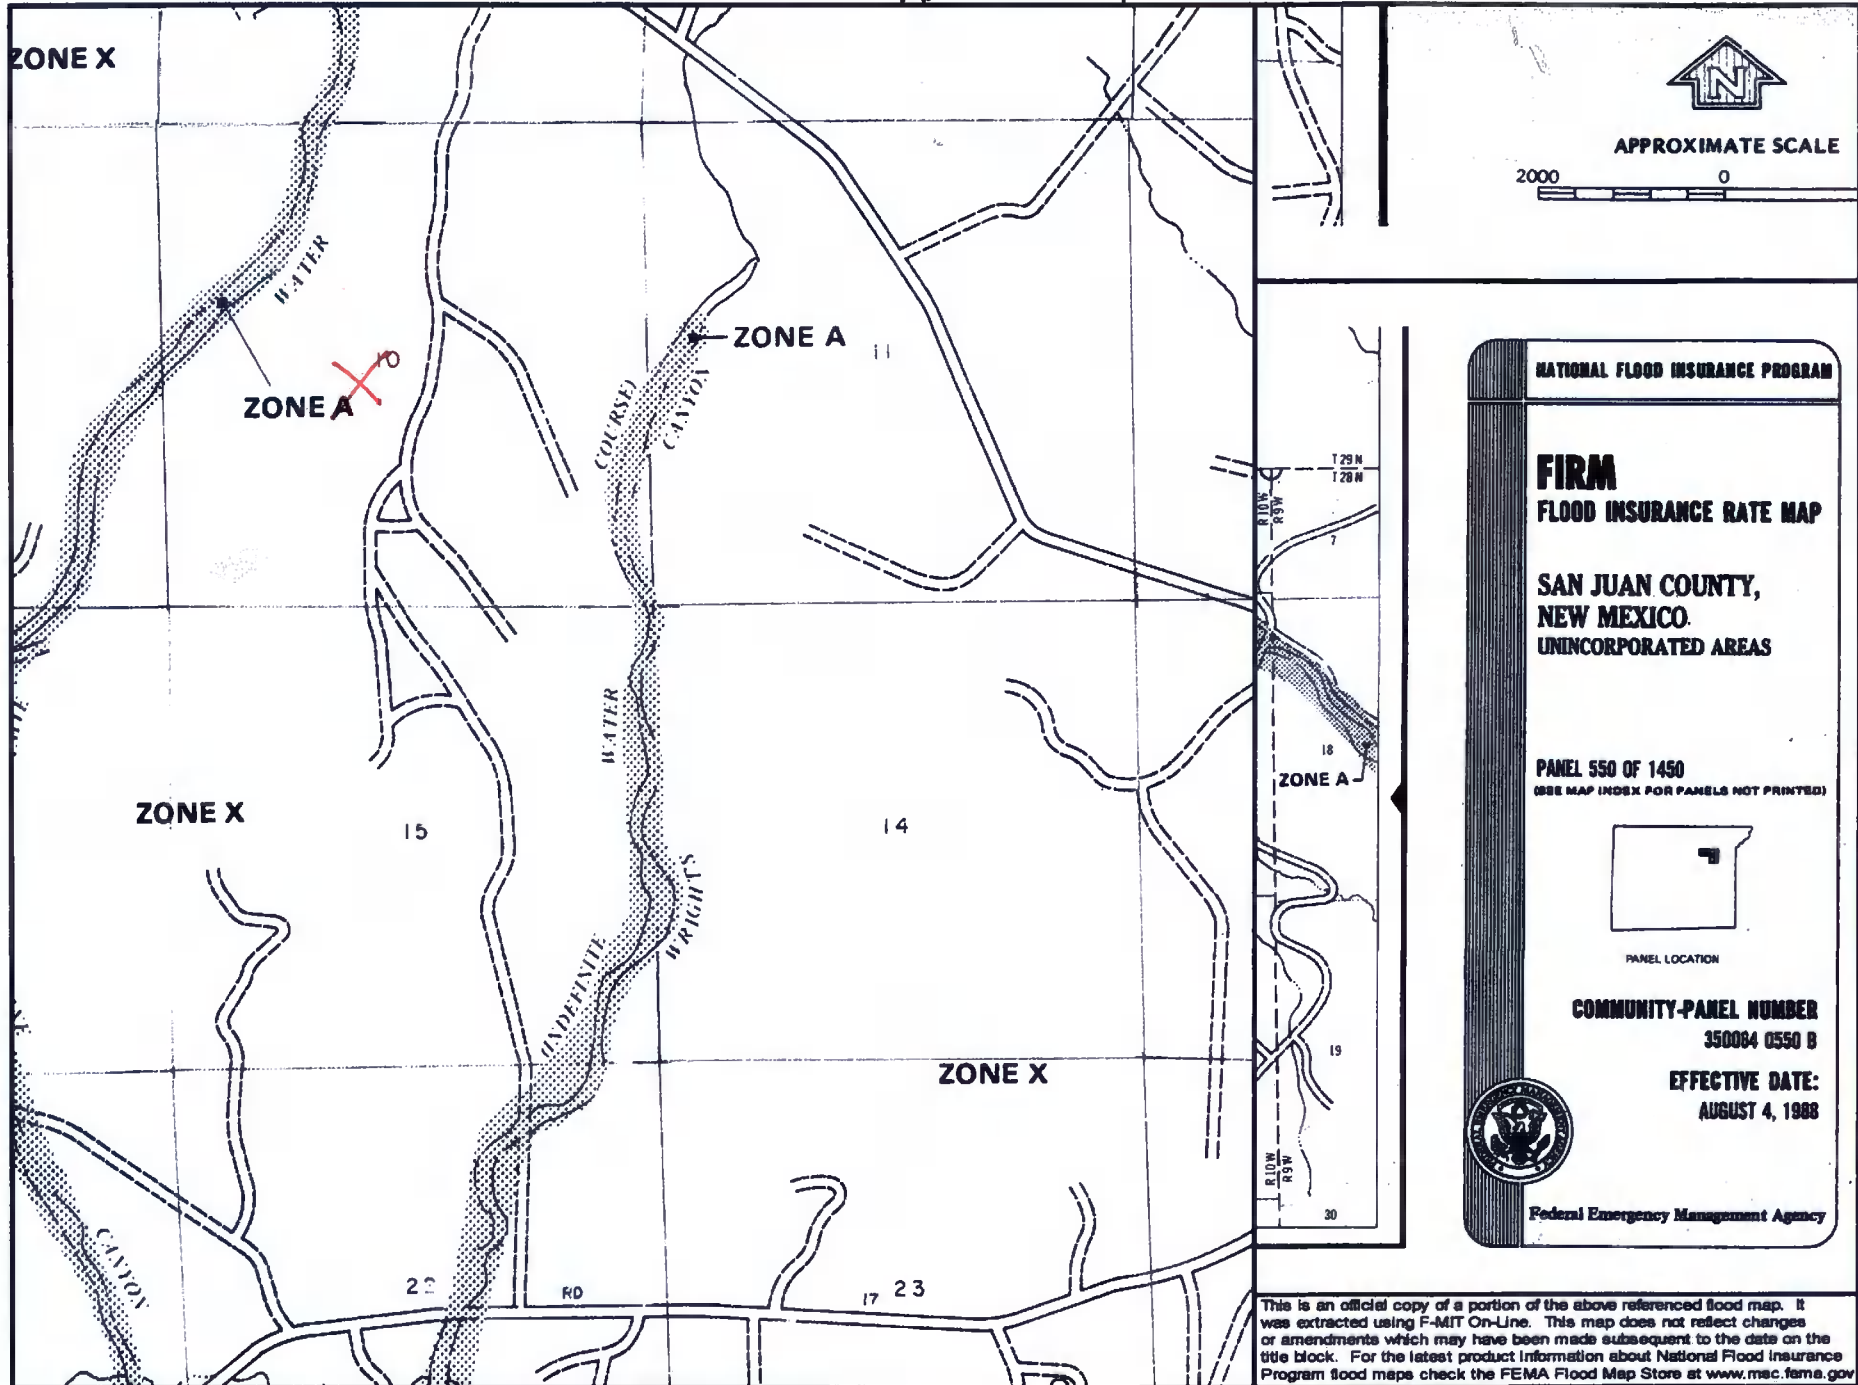 ZONE X
WATER
ZONE A
10
ZONE A
11
COURSE)
CANYON
WATER
ZONE X
15
14
WRIGHT'S
(INDEFINITE
ZONE X
CANYON
22
RD
17
23
N
APPROXIMATE SCALE
2000
0
T 29 N
T 28 N
R10W
R9W
7
18
ZONE A
19
R10W
R9W
30
NATIONAL FLOOD INSURANCE PROGRAM
FIRM
FLOOD INSURANCE RATE MAP
SAN JUAN COUNTY,
NEW MEXICO.
UNINCORPORATED AREAS
PANEL 550 OF 1450
(SEE MAP INDEX FOR PANELS NOT PRINTED)
PANEL LOCATION
COMMUNITY-PANEL NUMBER
350064 0550 B
EFFECTIVE DATE:
AUGUST 4, 1988
Federal Emergency Management Agency
This is an official copy of a portion of the above referenced flood map. It
was extracted using F-MIT On-Line. This map does not reflect changes
or amendments which may have been made subsequent to the date on the
title block. For the latest product information about National Flood Insurance
Program flood maps check the FEMA Flood Map Store at www.msc.fema.gov